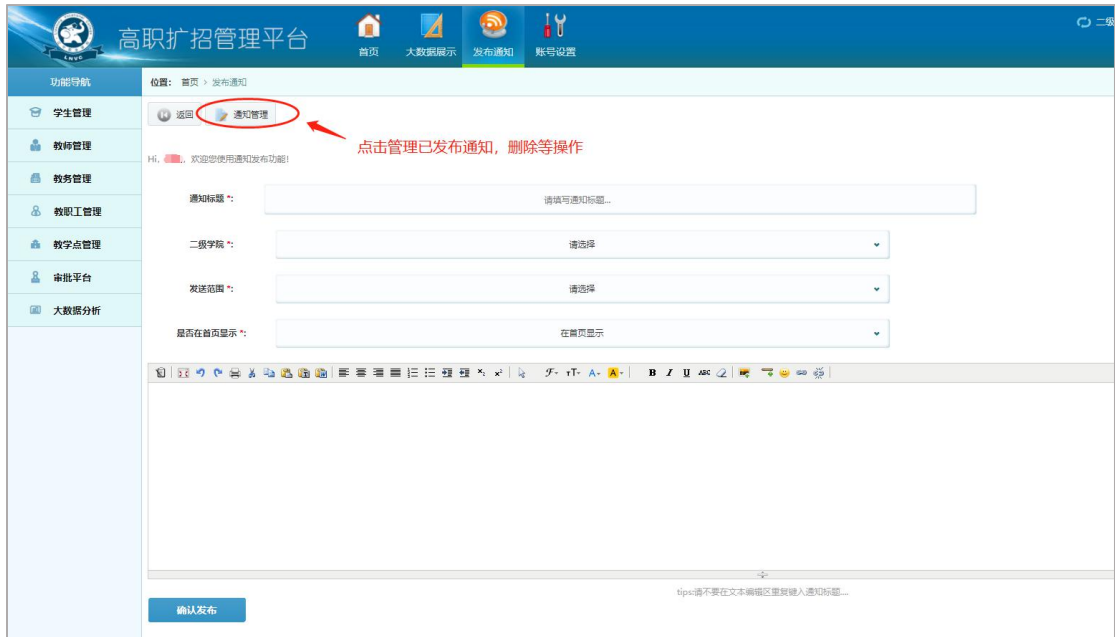 LNVC
高职扩招管理平台
首页
大数据展示
发布通知
账号设置
二级
功能导航
位置： 首页 > 发布通知
学生管理
返回
通知管理
点击管理已发布通知，删除等操作
教师管理
Hi, , 欢迎您使用通知发布功能!
教务管理
通知标题 *:
请填写通知标题...
教职工管理
二级学院 *:
请选择
教学点管理
审批平台
发送范围 *:
请选择
大数据分析
是否在首页显示 *:
在首页显示
tips:请不要在文本编辑区重复键入通知标题....
确认发布